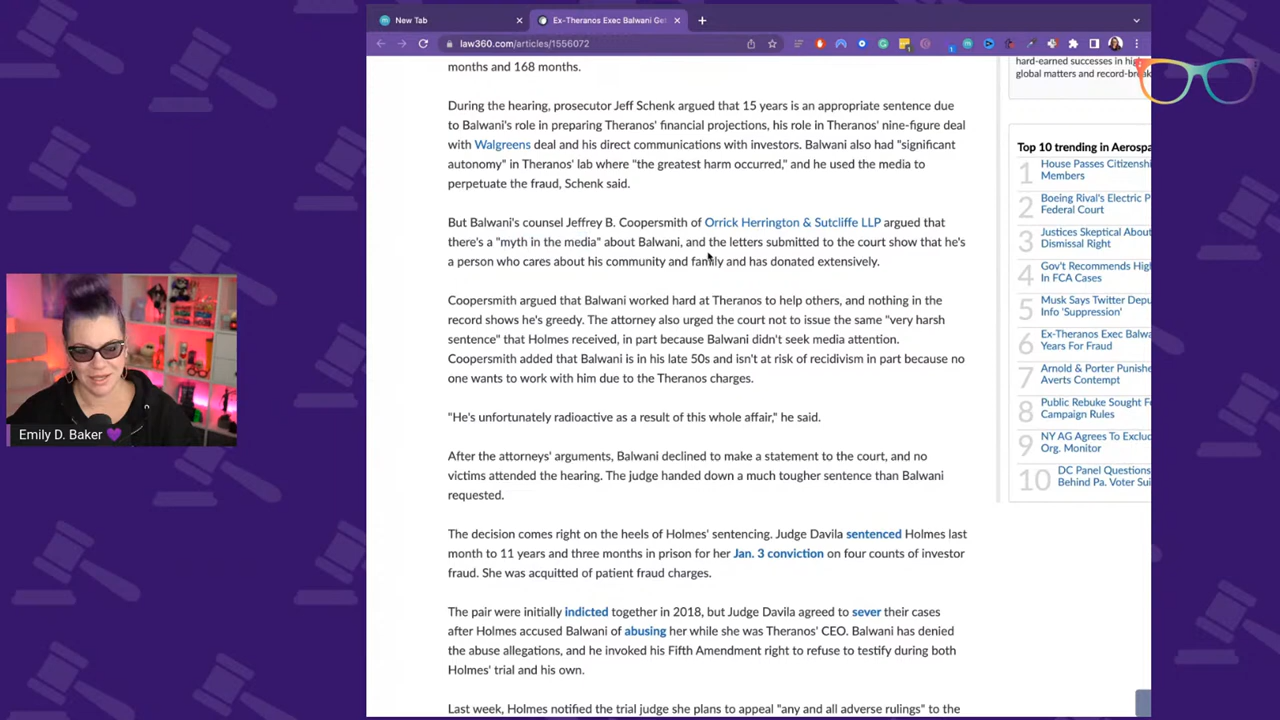 New Tab
Ex-Theranos Exec Balwani Get
law360.com/articles/1556072
months and 168 months.
During the hearing, prosecutor Jeff Schenk argued that 15 years is an appropriate sentence due
to Balwani's role in preparing Theranos' financial projections, his role in Theranos' nine-figure deal
with Walgreens deal and his direct communications with investors. Balwani also had "significant
autonomy" in Theranos' lab where "the greatest harm occurred," and he used the media to
perpetuate the fraud, Schenk said.
But Balwani's counsel Jeffrey B. Coopersmith of Orrick Herrington & Sutcliffe LLP argued that
there's a "myth in the media" about Balwani, and the letters submitted to the court show that he's
a person who cares about his community and family and has donated extensively.
Coopersmith argued that Balwani worked hard at Theranos to help others, and nothing in the
record shows he's greedy. The attorney also urged the court not to issue the same "very harsh
sentence" that Holmes received, in part because Balwani didn't seek media attention.
Coopersmith added that Balwani is in his late 50s and isn't at risk of recidivism in part because no
one wants to work with him due to the Theranos charges.
"He's unfortunately radioactive as a result of this whole affair," he said.
After the attorneys' arguments, Balwani declined to make a statement to the court, and no
victims attended the hearing. The judge handed down a much tougher sentence than Balwani
requested.
The decision comes right on the heels of Holmes' sentencing. Judge Davila sentenced Holmes last
month to 11 years and three months in prison for her Jan. 3 conviction on four counts of investor
fraud. She was acquitted of patient fraud charges.
The pair were initially indicted together in 2018, but Judge Davila agreed to sever their cases
after Holmes accused Balwani of abusing her while she was Theranos' CEO. Balwani has denied
the abuse allegations, and he invoked his Fifth Amendment right to refuse to testify during both
Holmes' trial and his own.
Last week, Holmes notified the trial judge she plans to appeal "any and all adverse rulings" to the
hard-earned successes in hig
global matters and record-break
Top 10 trending in Aerospa
1 House Passes Citizensh
Members
2 Boeing Rival's Electric P
Federal Court
3 Justices Skeptical Abou
Dismissal Right
4 Gov't Recommends Hig
In FCA Cases
5 Musk Says Twitter Depu
Info 'Suppression'
6 Ex-Theranos Exec Balwa
Years For Fraud
7 Arnold & Porter Punishe
Averts Contempt
8 Public Rebuke Sought Fo
Campaign Rules
9 NY AG Agrees To Exclud
Org. Monitor
10 DC Panel Questions
Behind Pa. Voter Sui
Emily D. Baker 💜